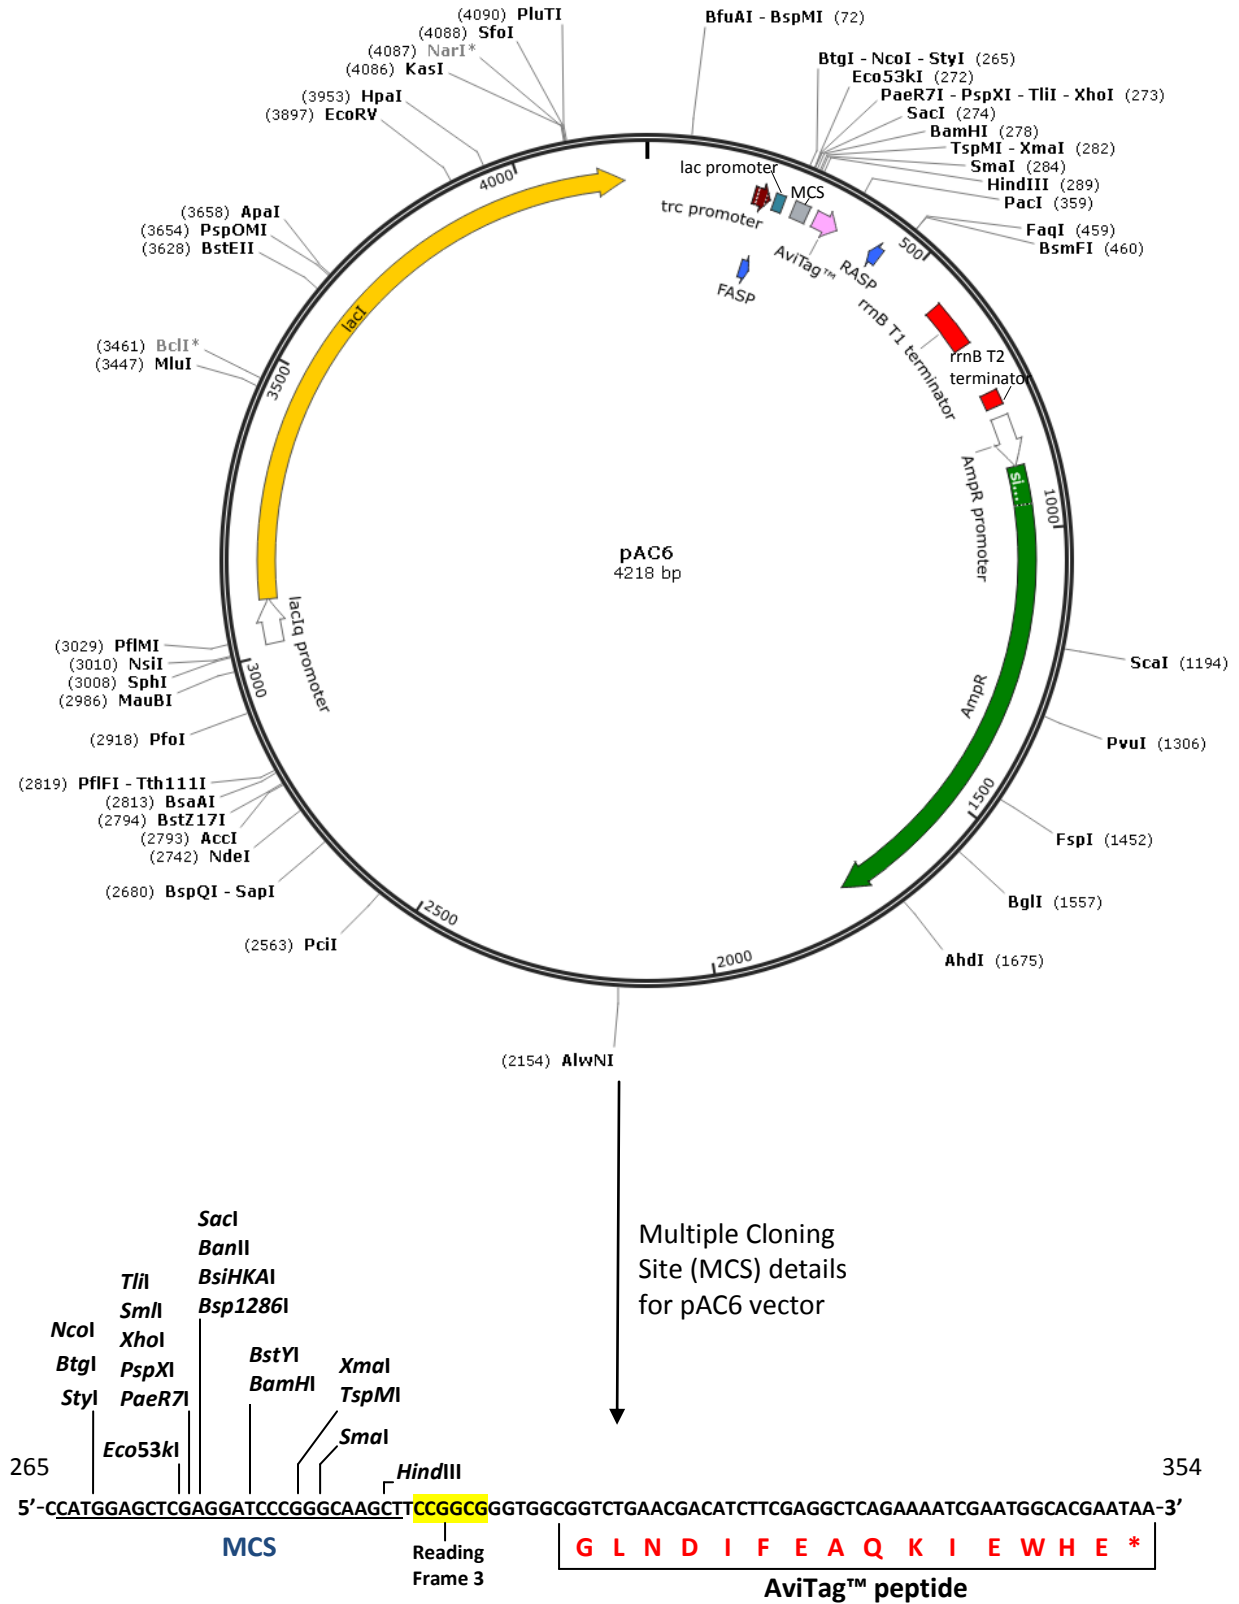 (4090) PluTI
(4088) SfoI
(4087) NarI*
(4086) KasI
(3953) HpaI
(3897) EcoRV
(3658) ApaI
(3654) PspOMI
(3628) BstEII
(3461) BclI*
(3447) MluI
(3029) PflMI
(3010) NsiI
(3008) SphI
(2986) MauBI
(2918) PfoI
(2819) PflFI - Tth111I
(2813) BsaAI
(2794) BstZ17I
(2793) AccI
(2742) NdeI
(2680) BspQI - SapI
(2563) PciI
(2154) AlwNI
BfuAI - BspMI (72)
BtgI - NcoI - StyI (265)
Eco53kI (272)
PaeR7I - PspXI - TliI - XhoI (273)
SacI (274)
BamHI (278)
TspMI - XmaI (282)
SmaI (284)
HindIII (289)
PacI (359)
FaqI (459)
BsmFI (460)
ScaI (1194)
PvuI (1306)
FspI (1452)
BglI (1557)
AhdI (1675)
500
1000
1500
2000
2500
3000
3500
4000
lac promoter
MCS
trc promoter
AviTag™
RASP
FASP
rrnB T1 terminator
rrnB T2
terminator
AmpR promoter
si...
AmpR
lacI
lacIq promoter
pAC6
4218 bp
Multiple Cloning
Site (MCS) details
for pAC6 vector
SacI
BanII
BsiHKAI
Bsp1286I
TliI
SmlI
XhoI
PspXI
PaeR7I
NcoI
BtgI
StyI
Eco53kI
BstYI
BamHI
XmaI
TspMI
SmaI
HindIII
265
354
5’-CCATGGAGCTCGAGGATCCCGGGCAAGCTTCCGGCGGGTGGCGGTCTGAACGACATCTTCGAGGCTCAGAAAATCGAATGGCACGAATAA-3’
MCS
Reading
Frame 3
G L N D I F E A Q K I E W H E *
AviTag™ peptide